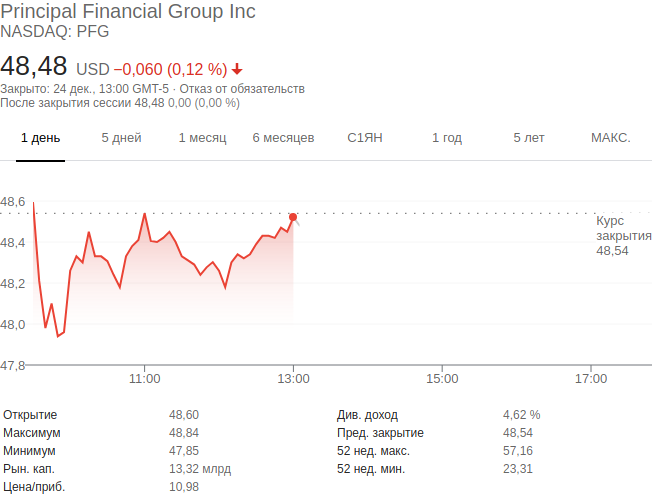 Principal Financial Group Inc
NASDAQ: PFG
48,48 USD −0,060 (0,12 %)
Закрыто: 24 дек., 13:00 GMT-5 · Отказ от обязательств
После закрытия сессии 48,48 0,00 (0,00 %)
1 день 5 дней 1 месяц 6 месяцев С1ЯН 1 год 5 лет МАКС.
48,6
Курс
закрытия
48,54
48,4
48,2
48,0
47,8
11:00 13:00 15:00 17:00
Открытие 48,60 Див. доход 4,62 %
Максимум 48,84 Пред. закрытие 48,54
Минимум 47,85 52 нед. макс. 57,16
Рын. кап. 13,32 млрд 52 нед. мин. 23,31
Цена/приб. 10,98